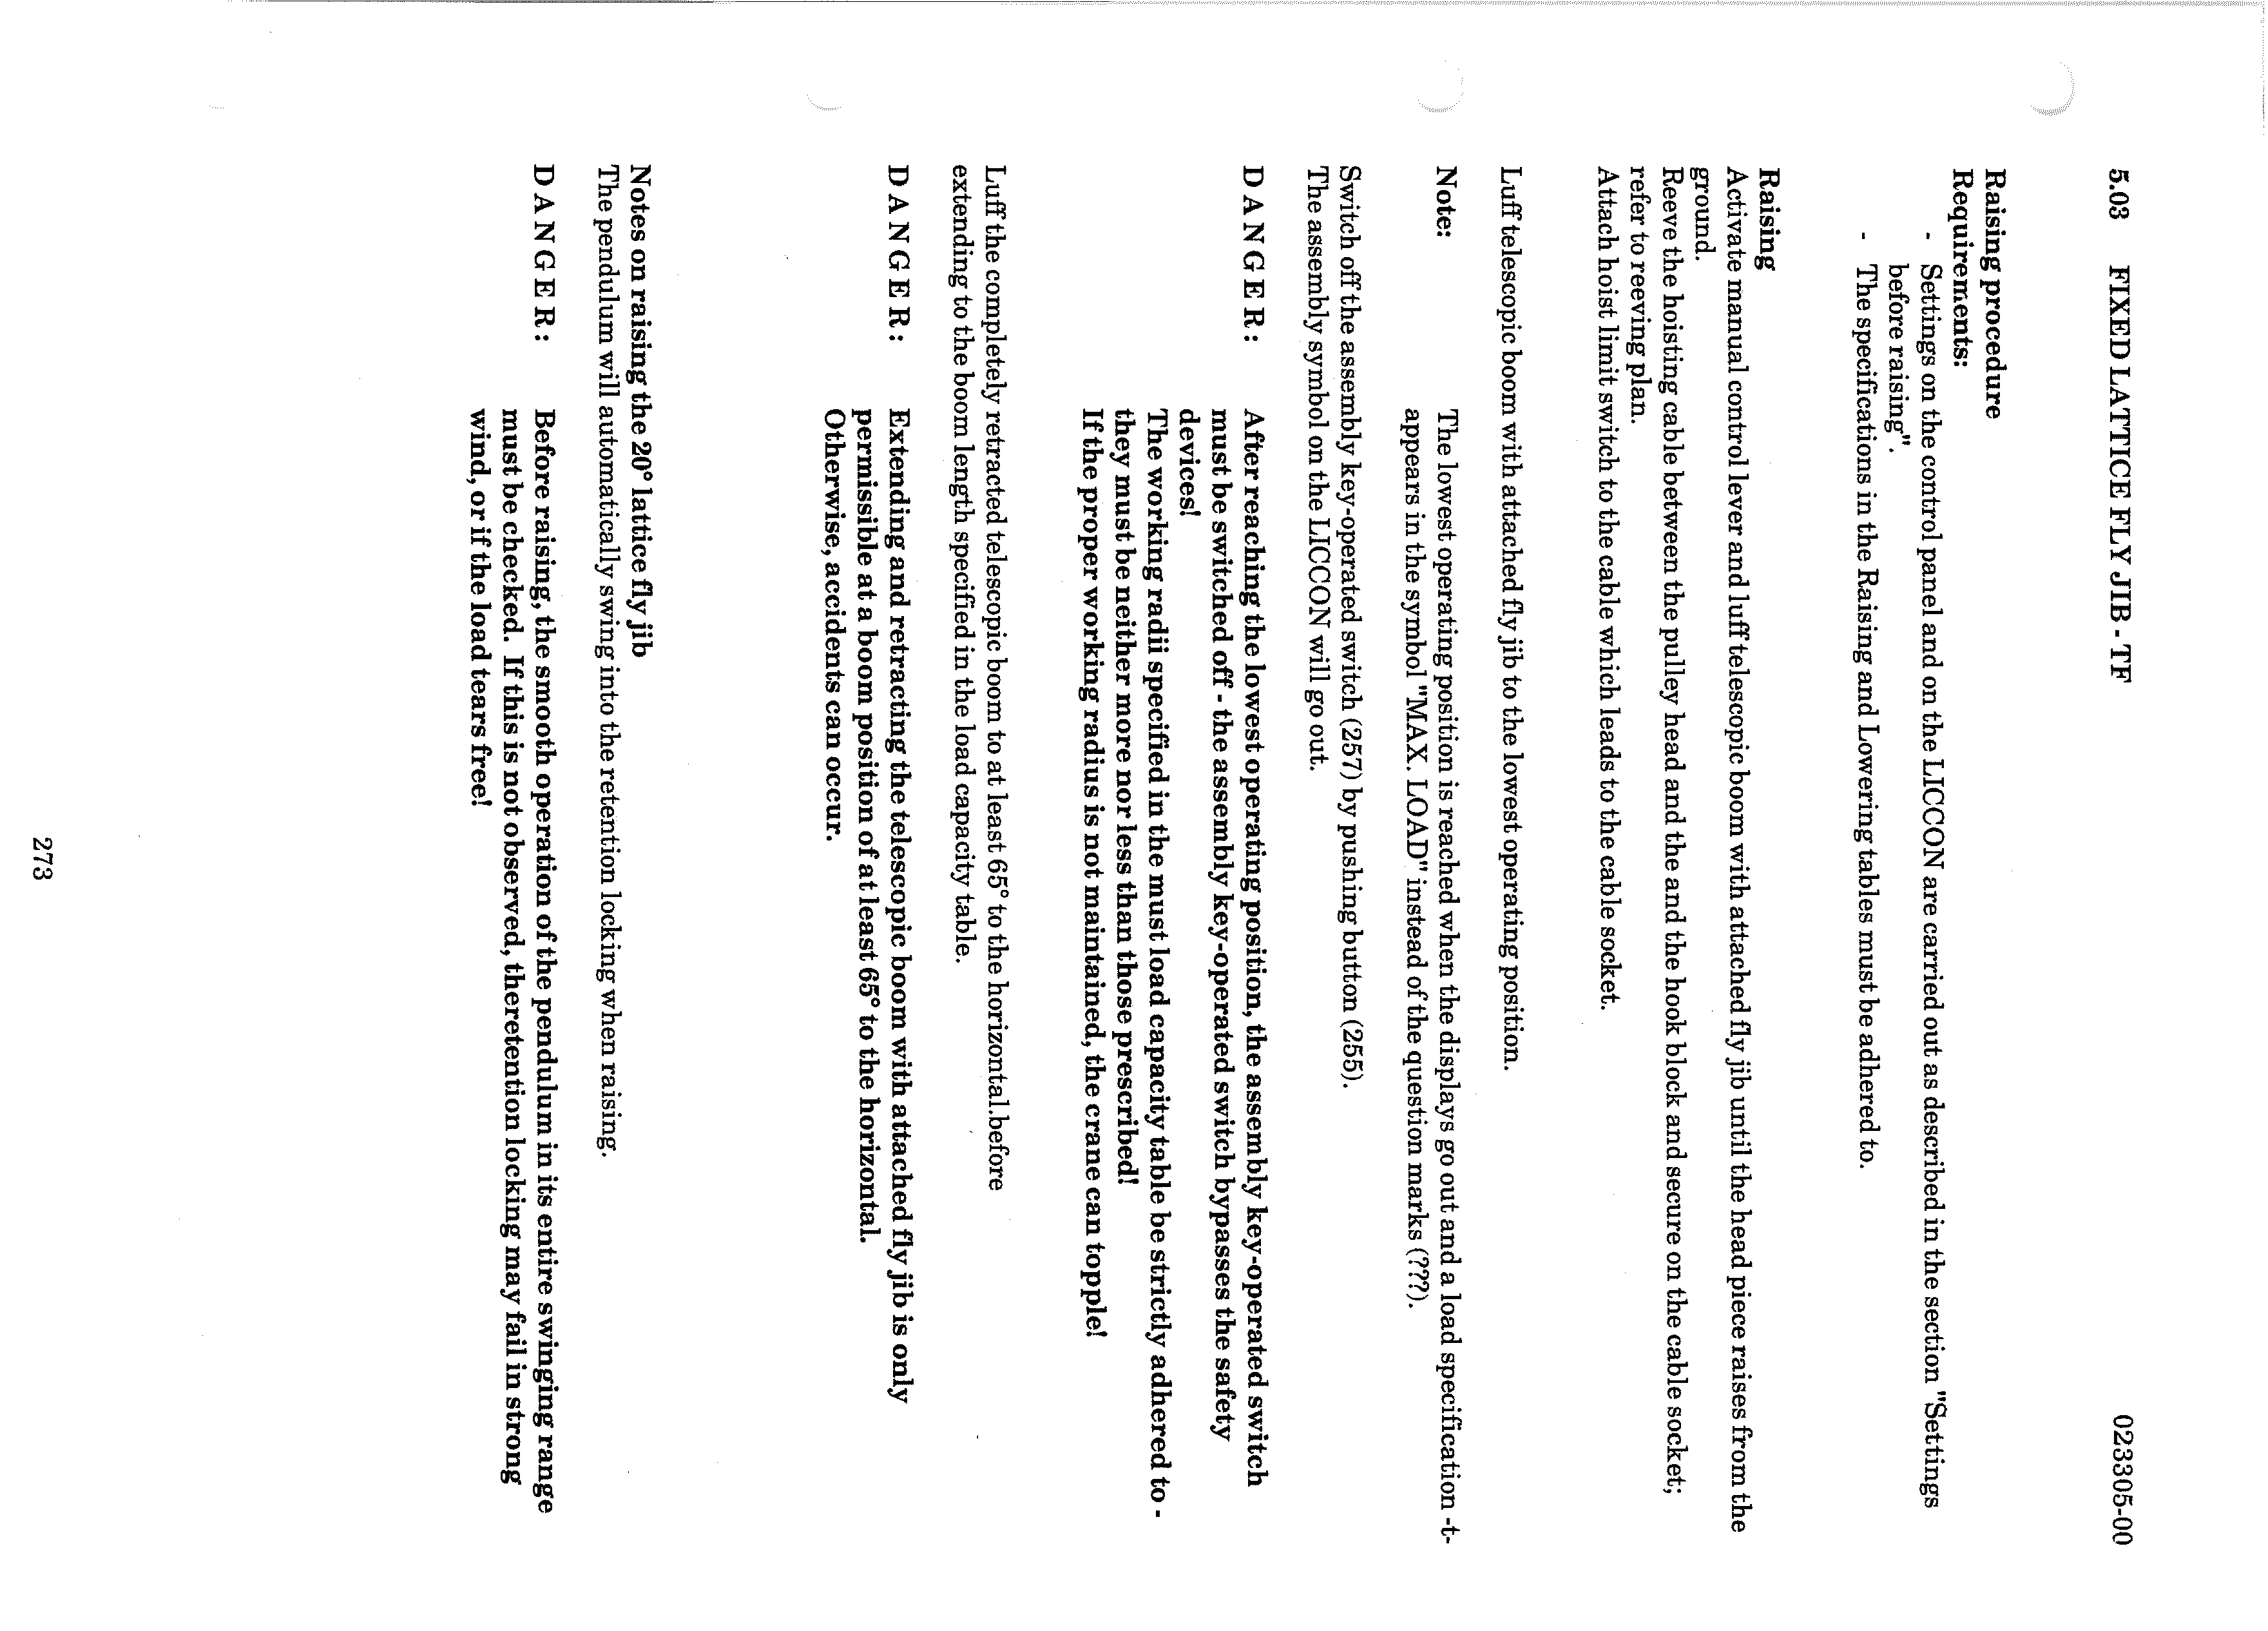 5.03 FIXED LATTICE FLY JIB - TF 023305-00
Raising procedure
Requirements:
- Settings on the control panel and on the LICCON are carried out as described in the section "Settings
before raising".
- The specifications in the Raising and Lowering tables must be adhered to.
Raising
Activate manual control lever and luff telescopic boom with attached fly jib until the head piece raises from the
ground.
Reeve the hoisting cable between the pulley head and the and the hook block and secure on the cable socket;
refer to reeving plan.
Attach hoist limit switch to the cable which leads to the cable socket.
Luff telescopic boom with attached fly jib to the lowest operating position.
Note: The lowest operating position is reached when the displays go out and a load specification -t-
appears in the symbol "MAX. LOAD" instead of the question marks (???).
Switch off the assembly key-operated switch (257) by pushing button (255).
The assembly symbol on the LICCON will go out.
D A N G E R : After reaching the lowest operating position, the assembly key-operated switch
must be switched off - the assembly key-operated switch bypasses the safety
devices!
The working radii specified in the must load capacity table be strictly adhered to -
they must be neither more nor less than those prescribed!
If the proper working radius is not maintained, the crane can topple!
Luff the completely retracted telescopic boom to at least 65° to the horizontal.before
extending to the boom length specified in the load capacity table.
D A N G E R : Extending and retracting the telescopic boom with attached fly jib is only
permissible at a boom position of at least 65° to the horizontal.
Otherwise, accidents can occur.
Notes on raising the 20° lattice fly jib
The pendulum will automatically swing into the retention locking when raising.
D A N G E R : Before raising, the smooth operation of the pendulum in its entire swinging range
must be checked. If this is not observed, theretention locking may fail in strong
wind, or if the load tears free!
273